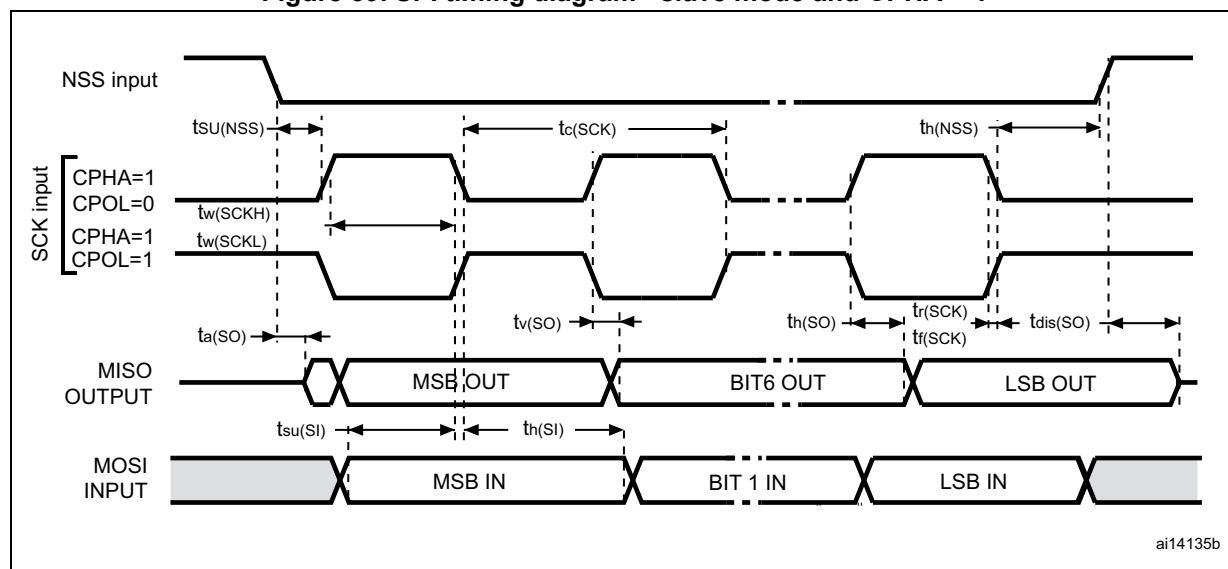 NSS input
tSU(NSS)
tc(SCK)
th(NSS)
SCK input
CPHA=1
CPOL=0
tw(SCKH)
CPHA=1
tw(SCKL)
CPOL=1
ta(SO)
tv(SO)
th(SO)
tr(SCK)
tf(SCK)
tdis(SO)
MISO
OUTPUT
MSB OUT
BIT6 OUT
LSB OUT
tsu(SI)
th(SI)
MOSI
INPUT
MSB IN
BIT 1 IN
LSB IN
ai14135b